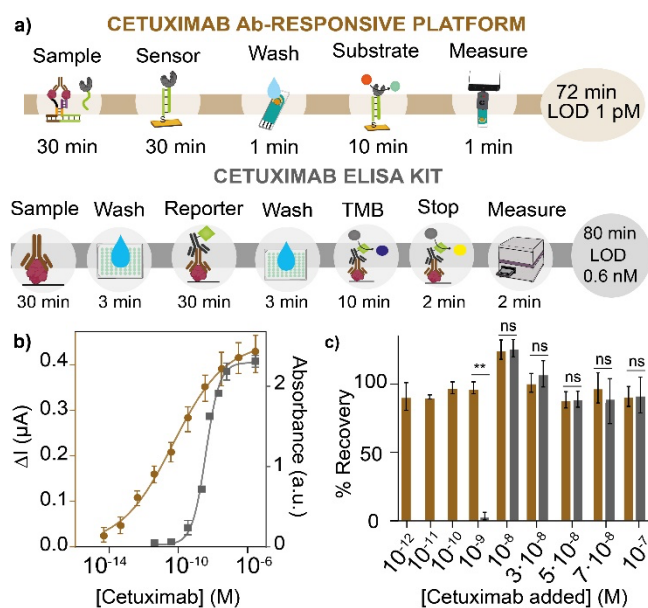 a)
CETUXIMAB Ab-RESPONSIVE PLATFORM
Sample Sensor Wash Substrate Measure
72 min
LOD 1 pM
30 min 30 min 1 min 10 min 1 min
CETUXIMAB ELISA KIT
Sample Wash Reporter Wash TMB Stop Measure
80 min
LOD
0.6 nM
30 min 3 min 30 min 3 min 10 min 2 min 2 min
b)
0.4
0.3
0.2
0.1
0.0
ΔI (µA)
2
1
0
Absorbance (a.u.)
10⁻¹⁴ 10⁻¹⁰ 10⁻⁶
[Cetuximab] (M)
c)
ns
ns
ns
ns
ns
**
100
50
0
% Recovery
10⁻¹²
10⁻¹¹
10⁻¹⁰
10⁻⁹
10⁻⁸
3·10⁻⁸
5·10⁻⁸
7·10⁻⁸
10⁻⁷
[Cetuximab added] (M)